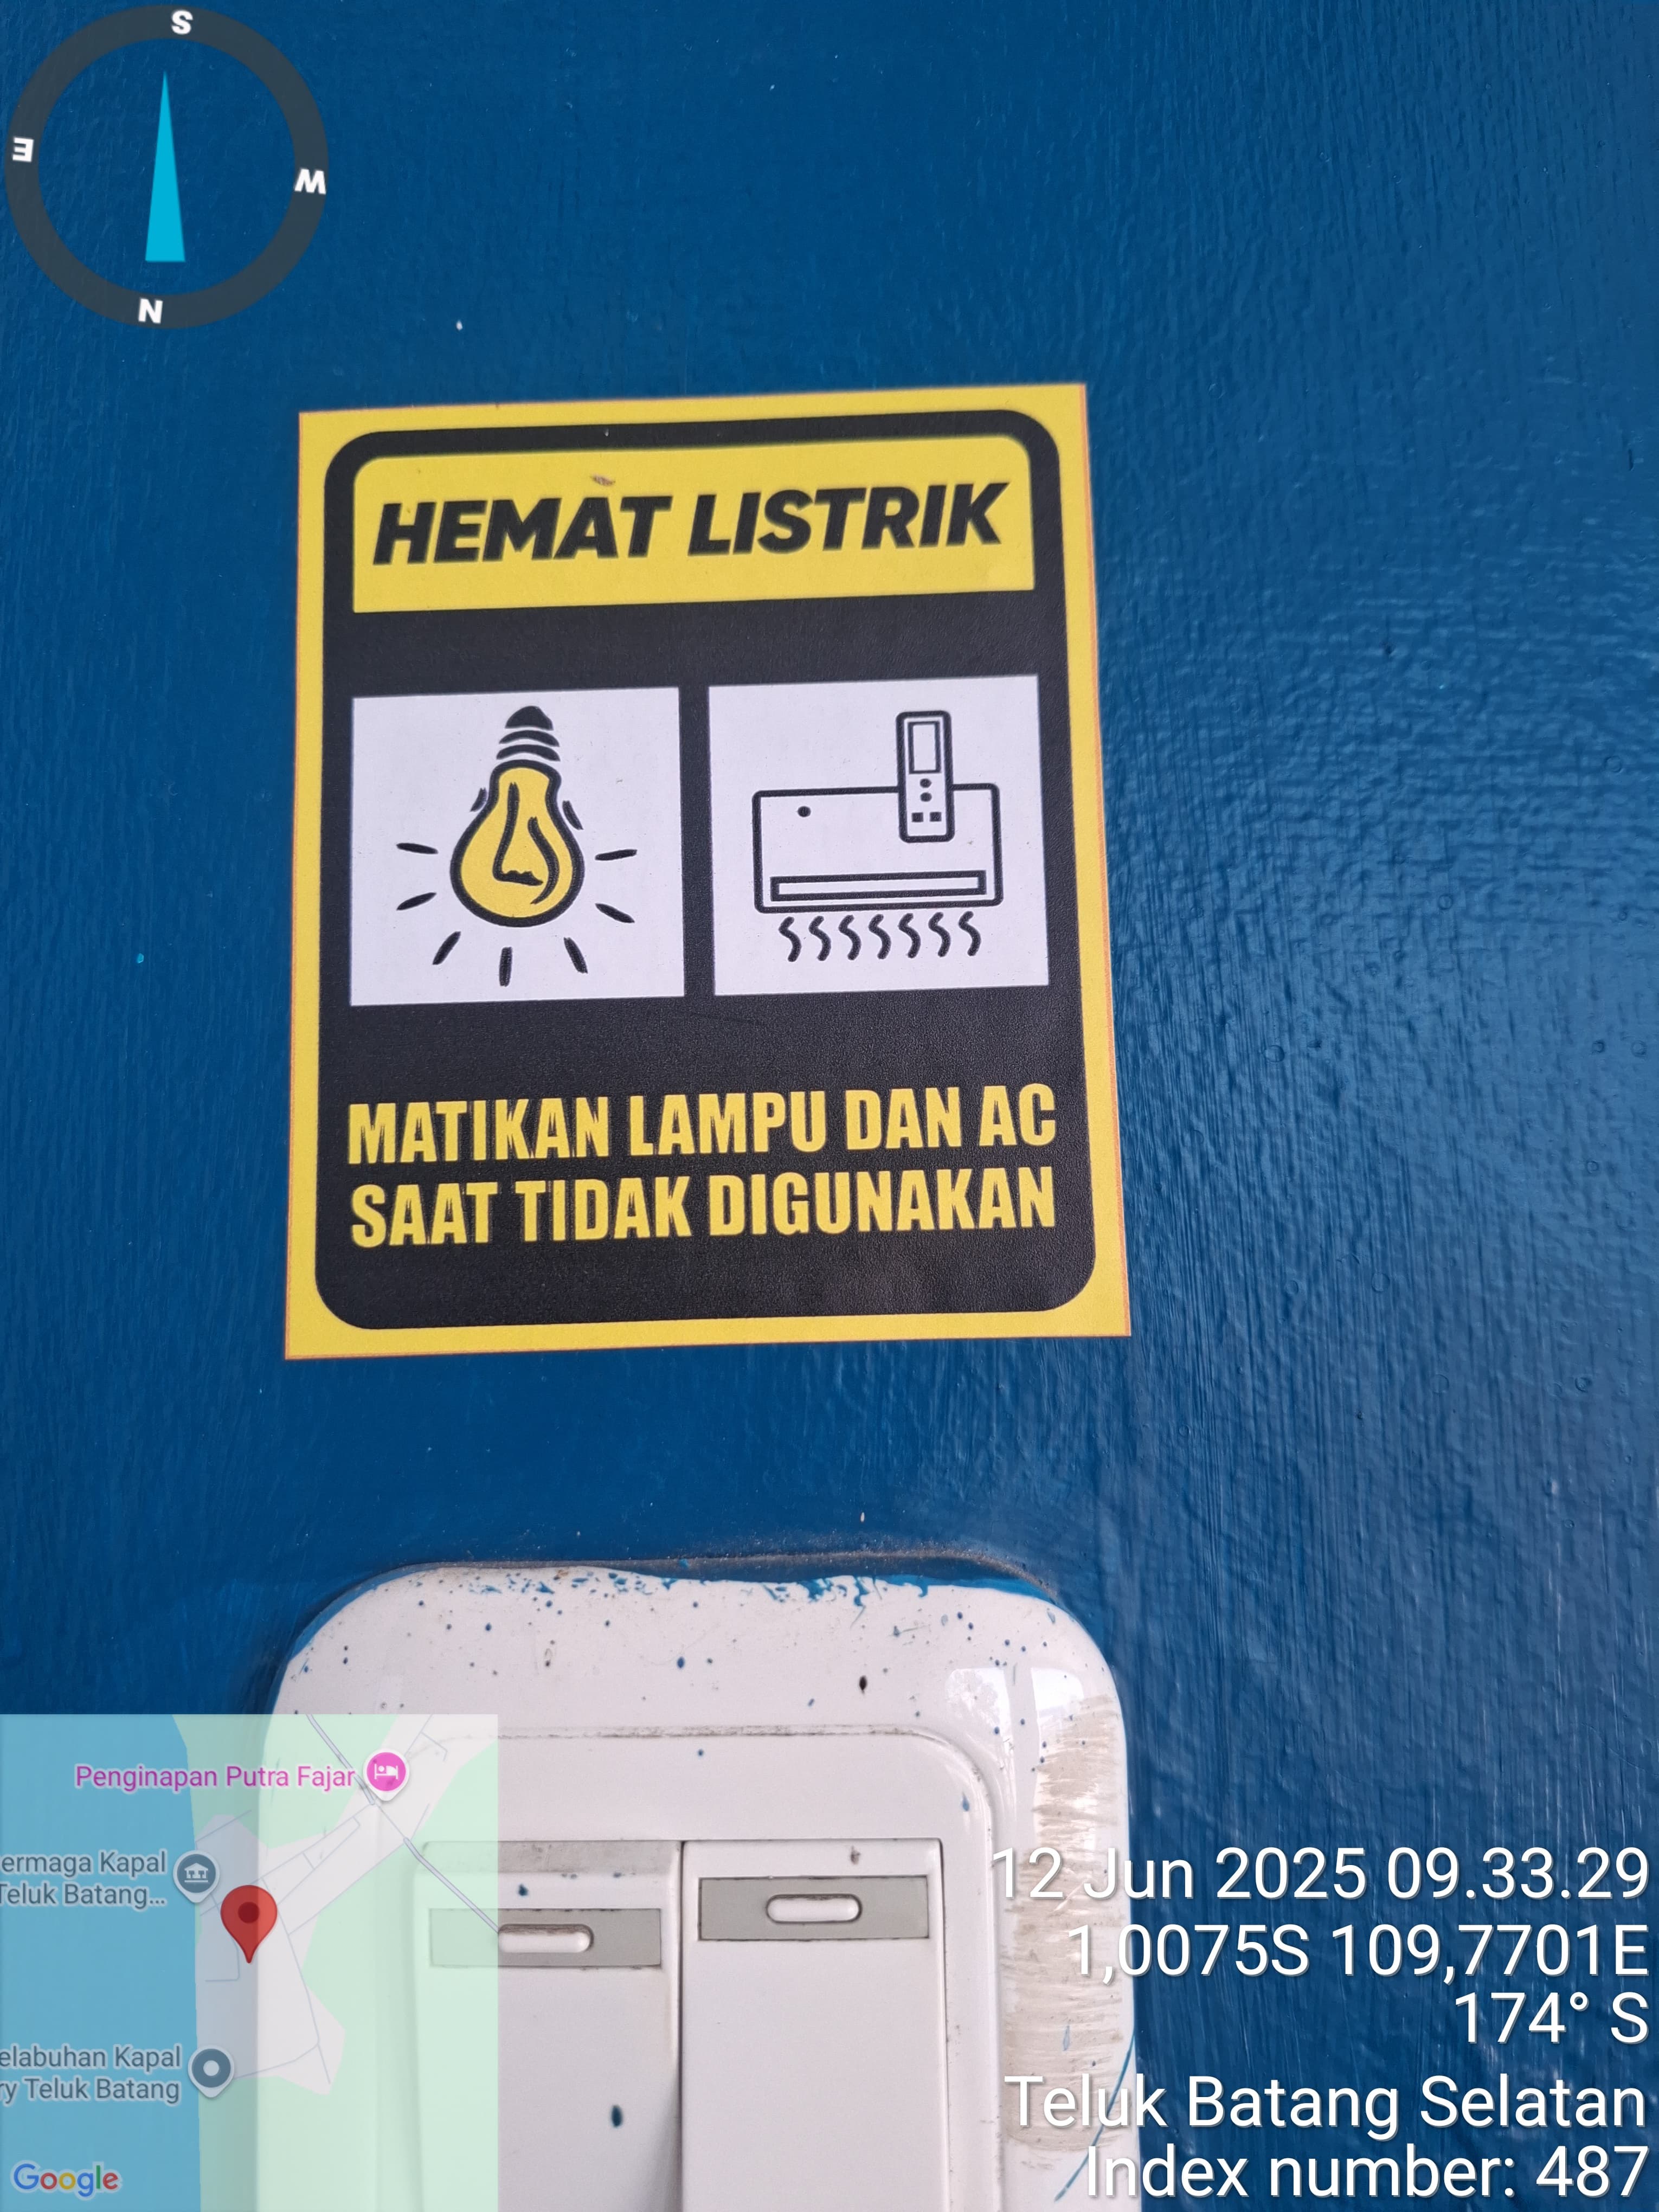 S
E
W
N
HEMAT LISTRIK
MATIKAN LAMPU DAN AC
SAAT TIDAK DIGUNAKAN
Penginapan Putra Fajar
ermaga Kapal
Teluk Batang...
elabuhan Kapal
ry Teluk Batang
Google
12 Jun 2025 09.33.29
1,0075S 109,7701E
174° S
Teluk Batang Selatan
Index number: 487